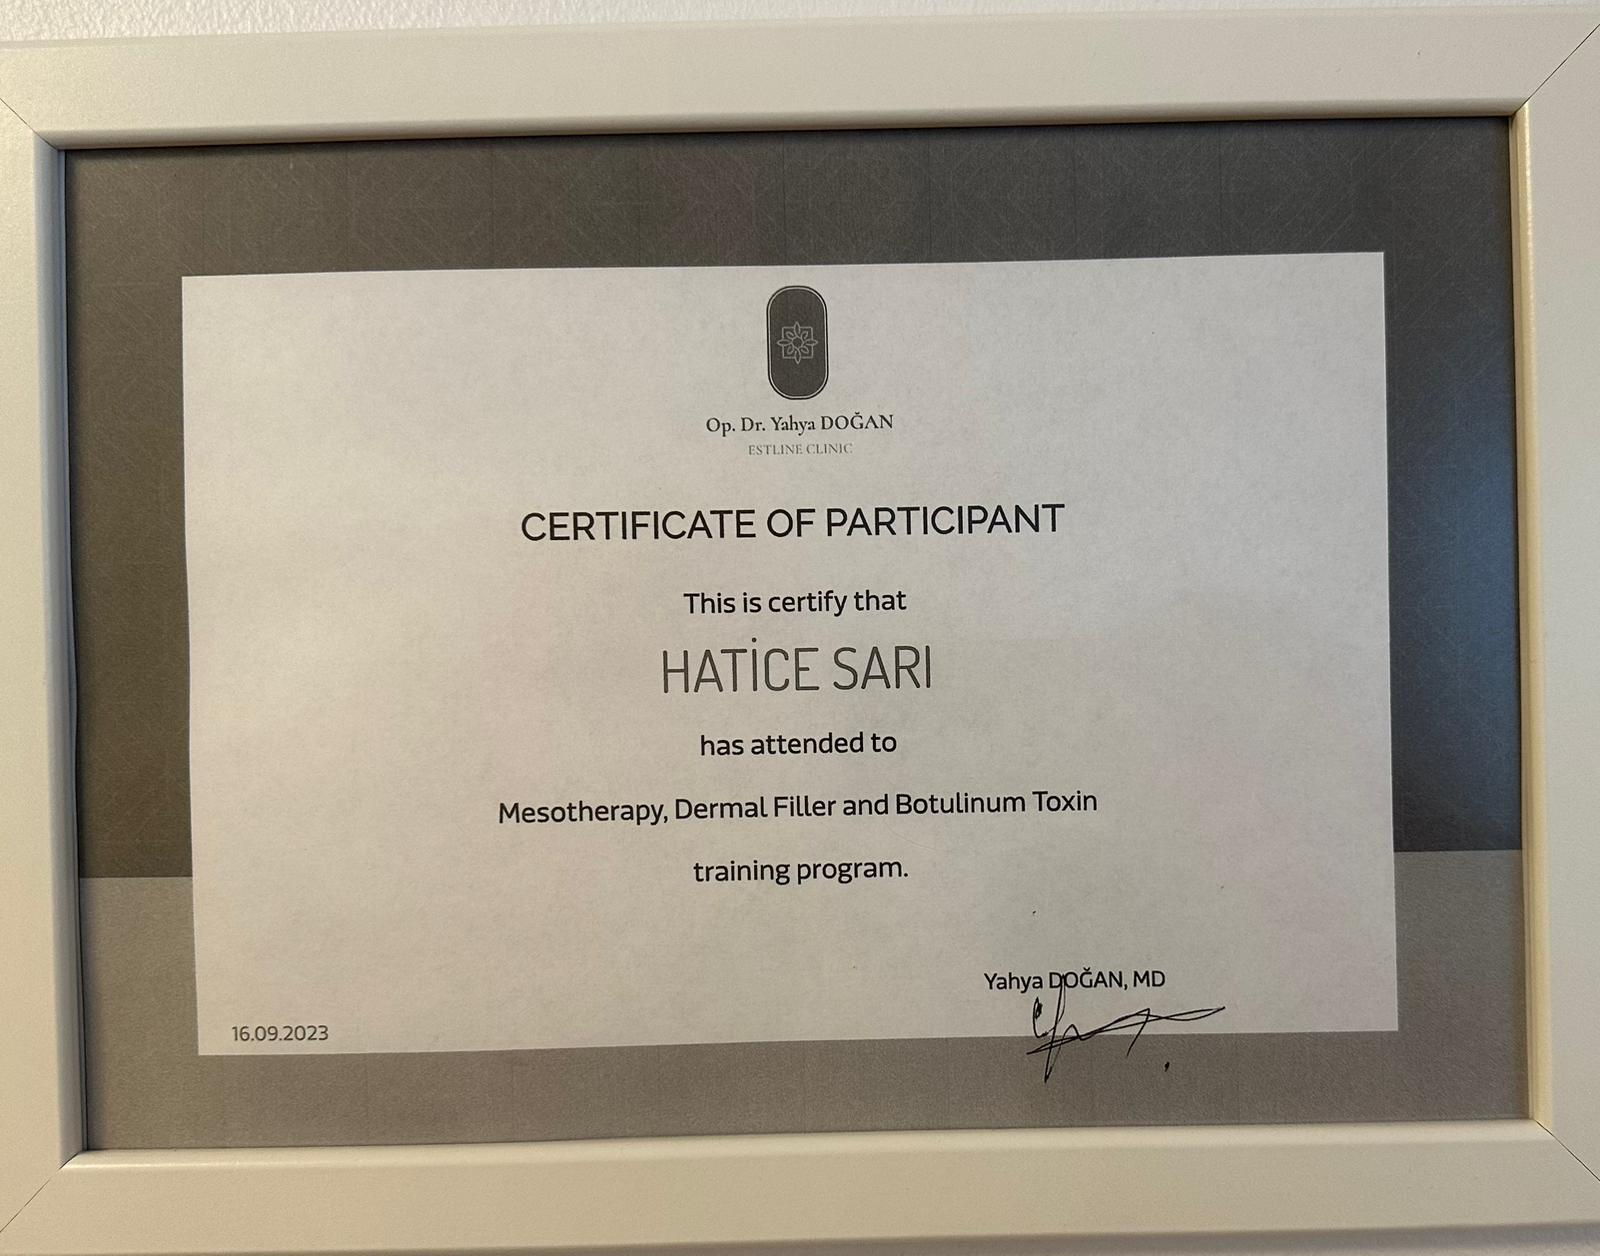 Op. Dr. Yahya DOĞAN
ESTLINE CLINIC
CERTIFICATE OF PARTICIPANT
This is certify that
HATİCE SARI
has attended to
Mesotherapy, Dermal Filler and Botulinum Toxin
training program.
Yahya DOĞAN, MD
16.09.2023